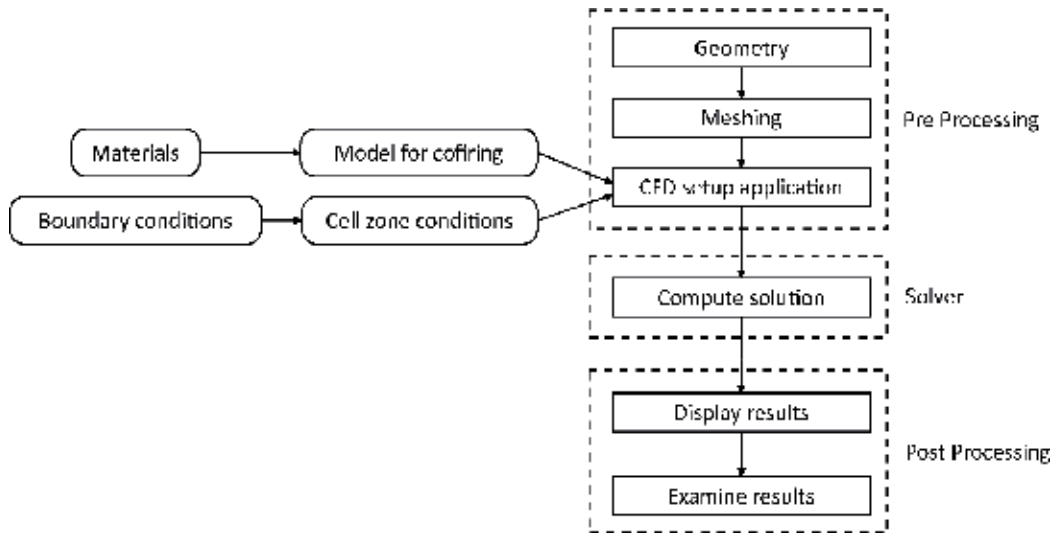 Geometry
Meshing
Pre Processing
Materials
Model for cofiring
CFD setup application
Boundary conditions
Cell zone conditions
Compute solution
Solver
Display results
Post Processing
Examine results